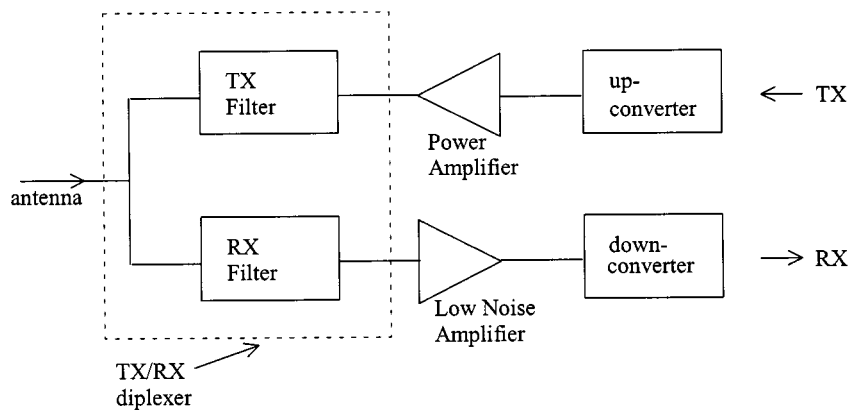 TX
Filter
Power
Amplifier
up-
converter
TX
antenna
RX
Filter
Low Noise
Amplifier
down-
converter
RX
TX/RX
diplexer